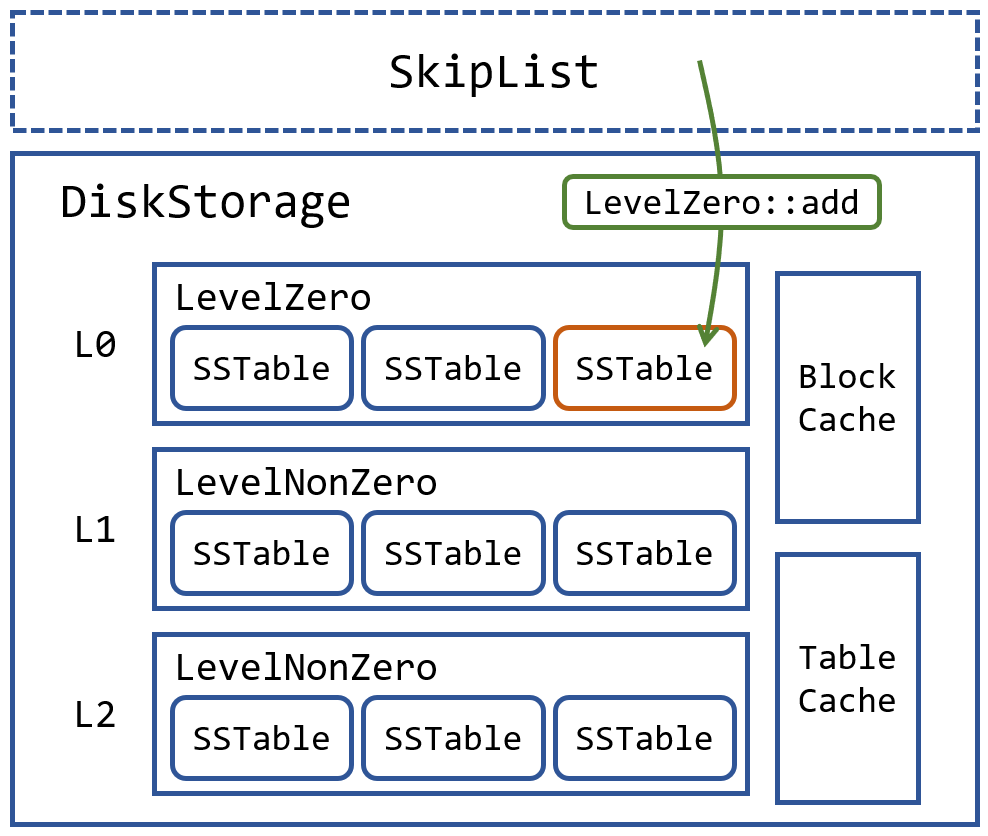 SkipList
DiskStorage
LevelZero::add
L0
LevelZero
SSTable SSTable SSTable
Block
Cache
L1
LevelNonZero
SSTable SSTable SSTable
L2
LevelNonZero
SSTable SSTable SSTable
Table
Cache